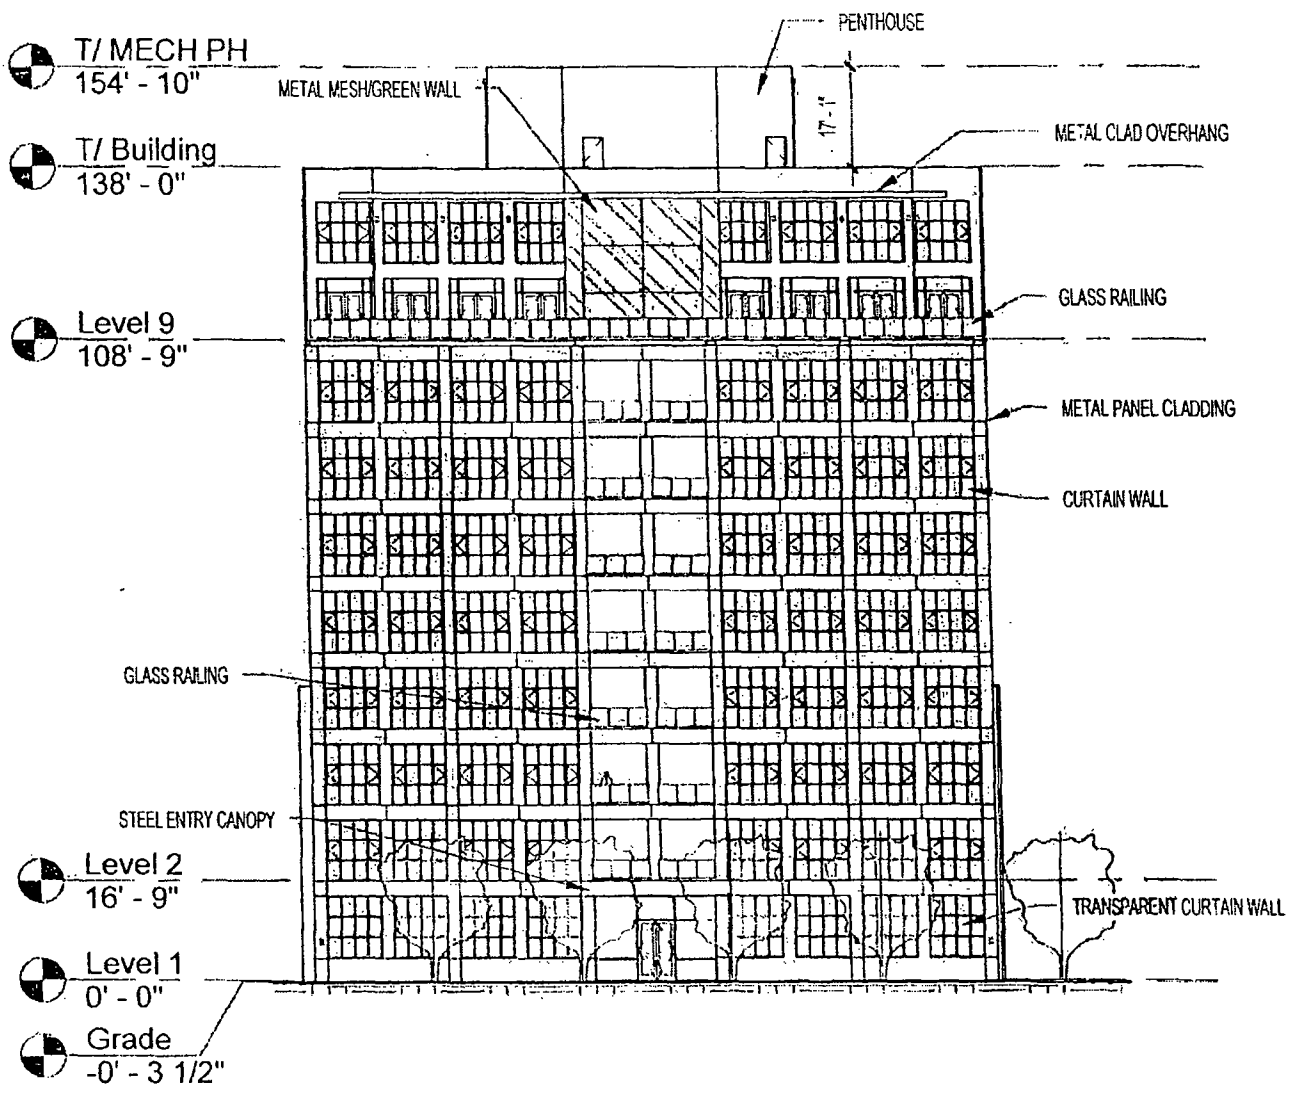 PENTHOUSE
T/ MECH PH
154' - 10"
METAL MESH/GREEN WALL
17' - 1"
METAL CLAD OVERHANG
T/ Building
138' - 0"
GLASS RAILING
Level 9
108' - 9"
METAL PANEL CLADDING
CURTAIN WALL
GLASS RAILING
STEEL ENTRY CANOPY
Level 2
16' - 9"
TRANSPARENT CURTAIN WALL
Level 1
0' - 0"
Grade
-0' - 3 1/2"